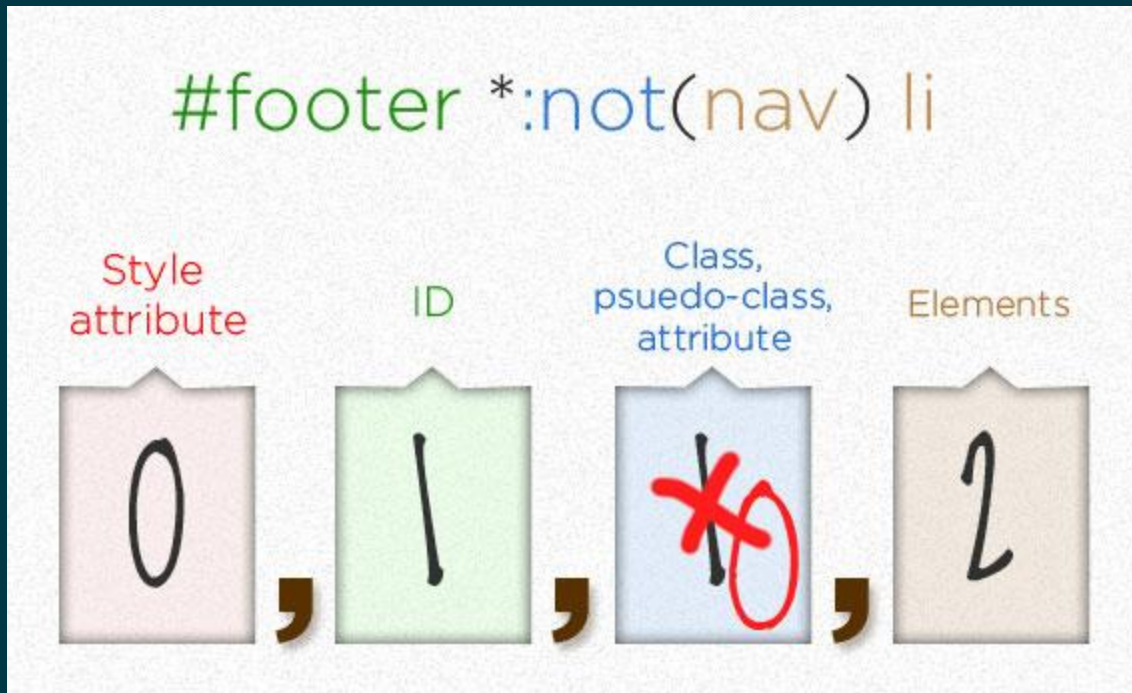 #footer *:not(nav) li
Style
attribute
ID
Class,
psuedo-class,
attribute
Elements
0 , 1 , 1 0 , 2